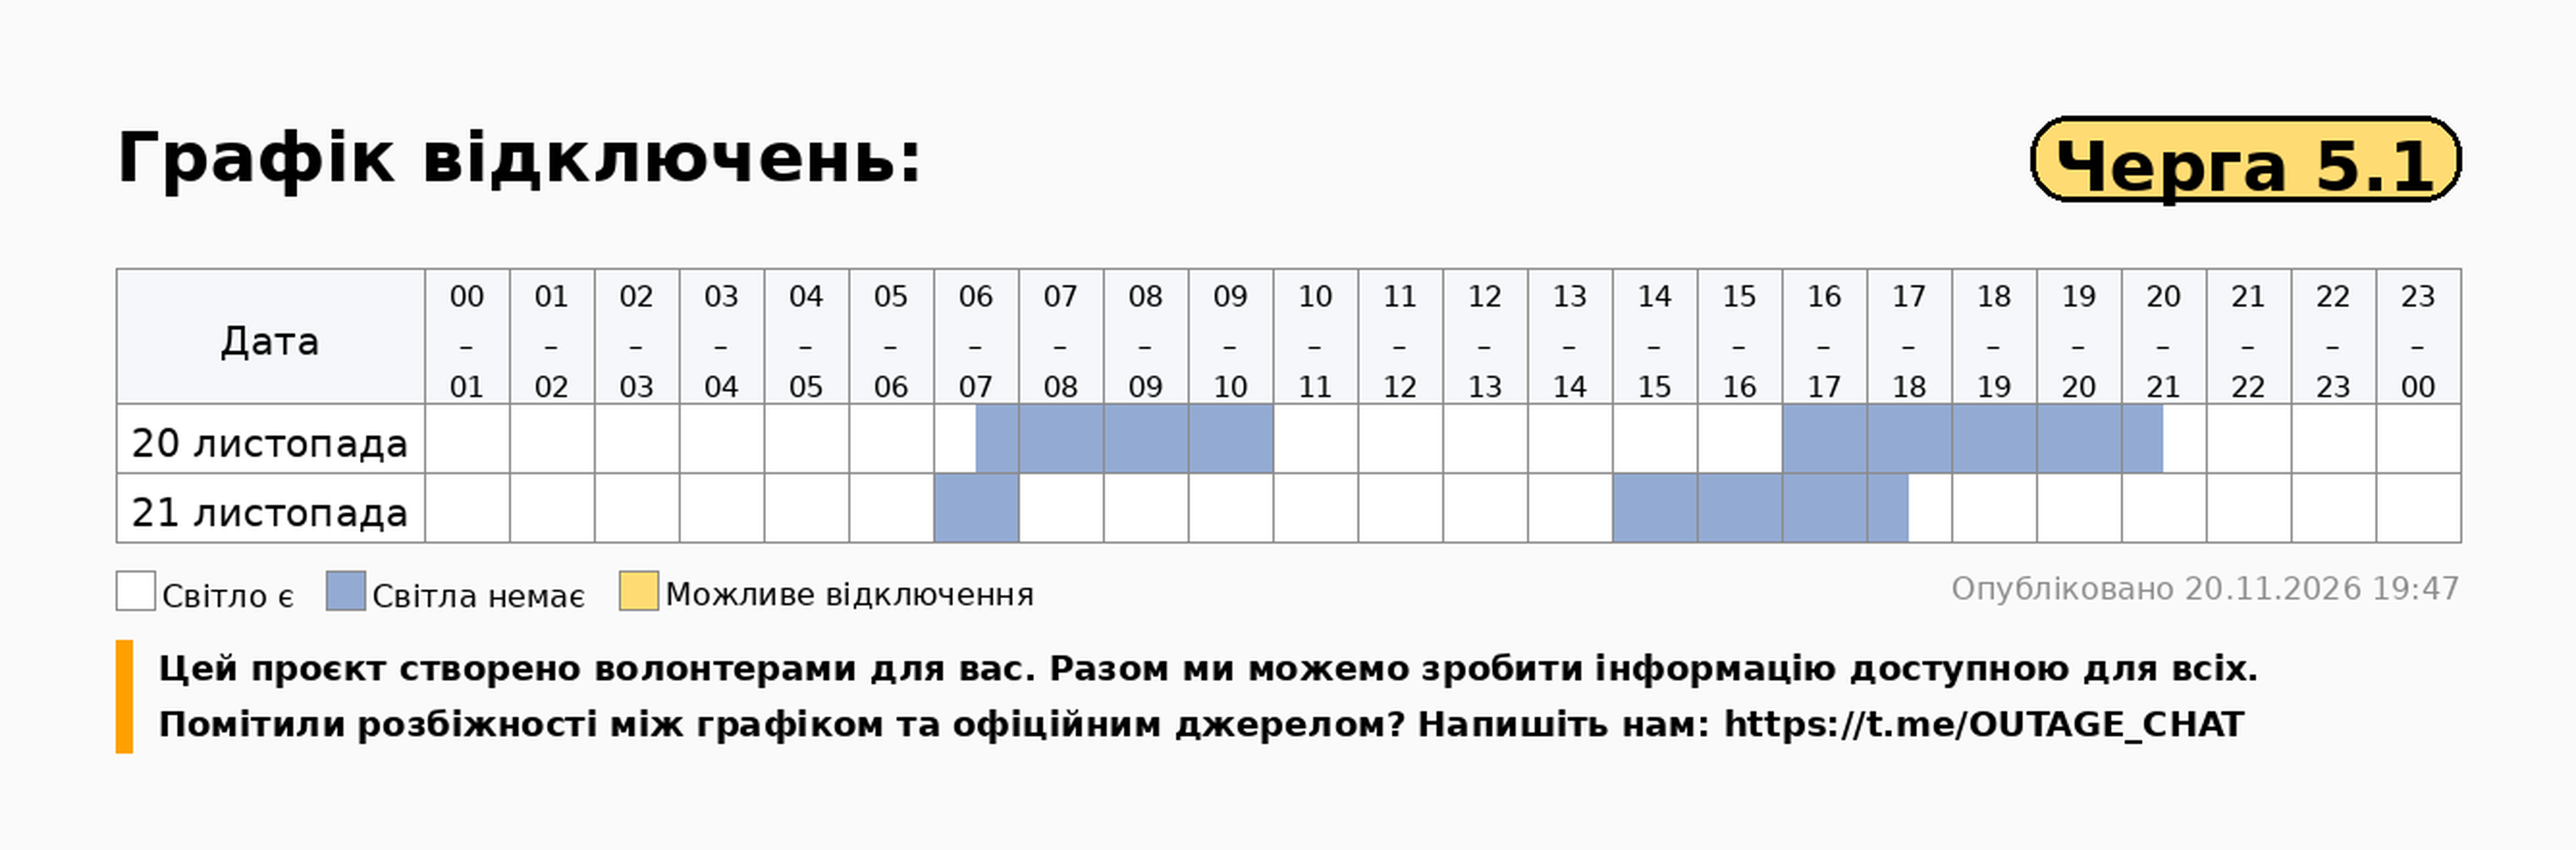 Графік відключень:
Черга 5.1
Дата 00 – 01 01 – 02 02 – 03 03 – 04 04 – 05 05 – 06 06 – 07 07 – 08 08 – 09 09 – 10 10 – 11 11 – 12 12 – 13 13 – 14 14 – 15 15 – 16 16 – 17 17 – 18 18 – 19 19 – 20 20 – 21 21 – 22 22 – 23 23 – 00
20 листопада
21 листопада
Світло є Світла немає Можливе відключення
Опубліковано 20.11.2026 19:47
Цей проєкт створено волонтерами для вас. Разом ми можемо зробити інформацію доступною для всіх.
Помітили розбіжності між графіком та офіційним джерелом? Напишіть нам: https://t.me/OUTAGE_CHAT